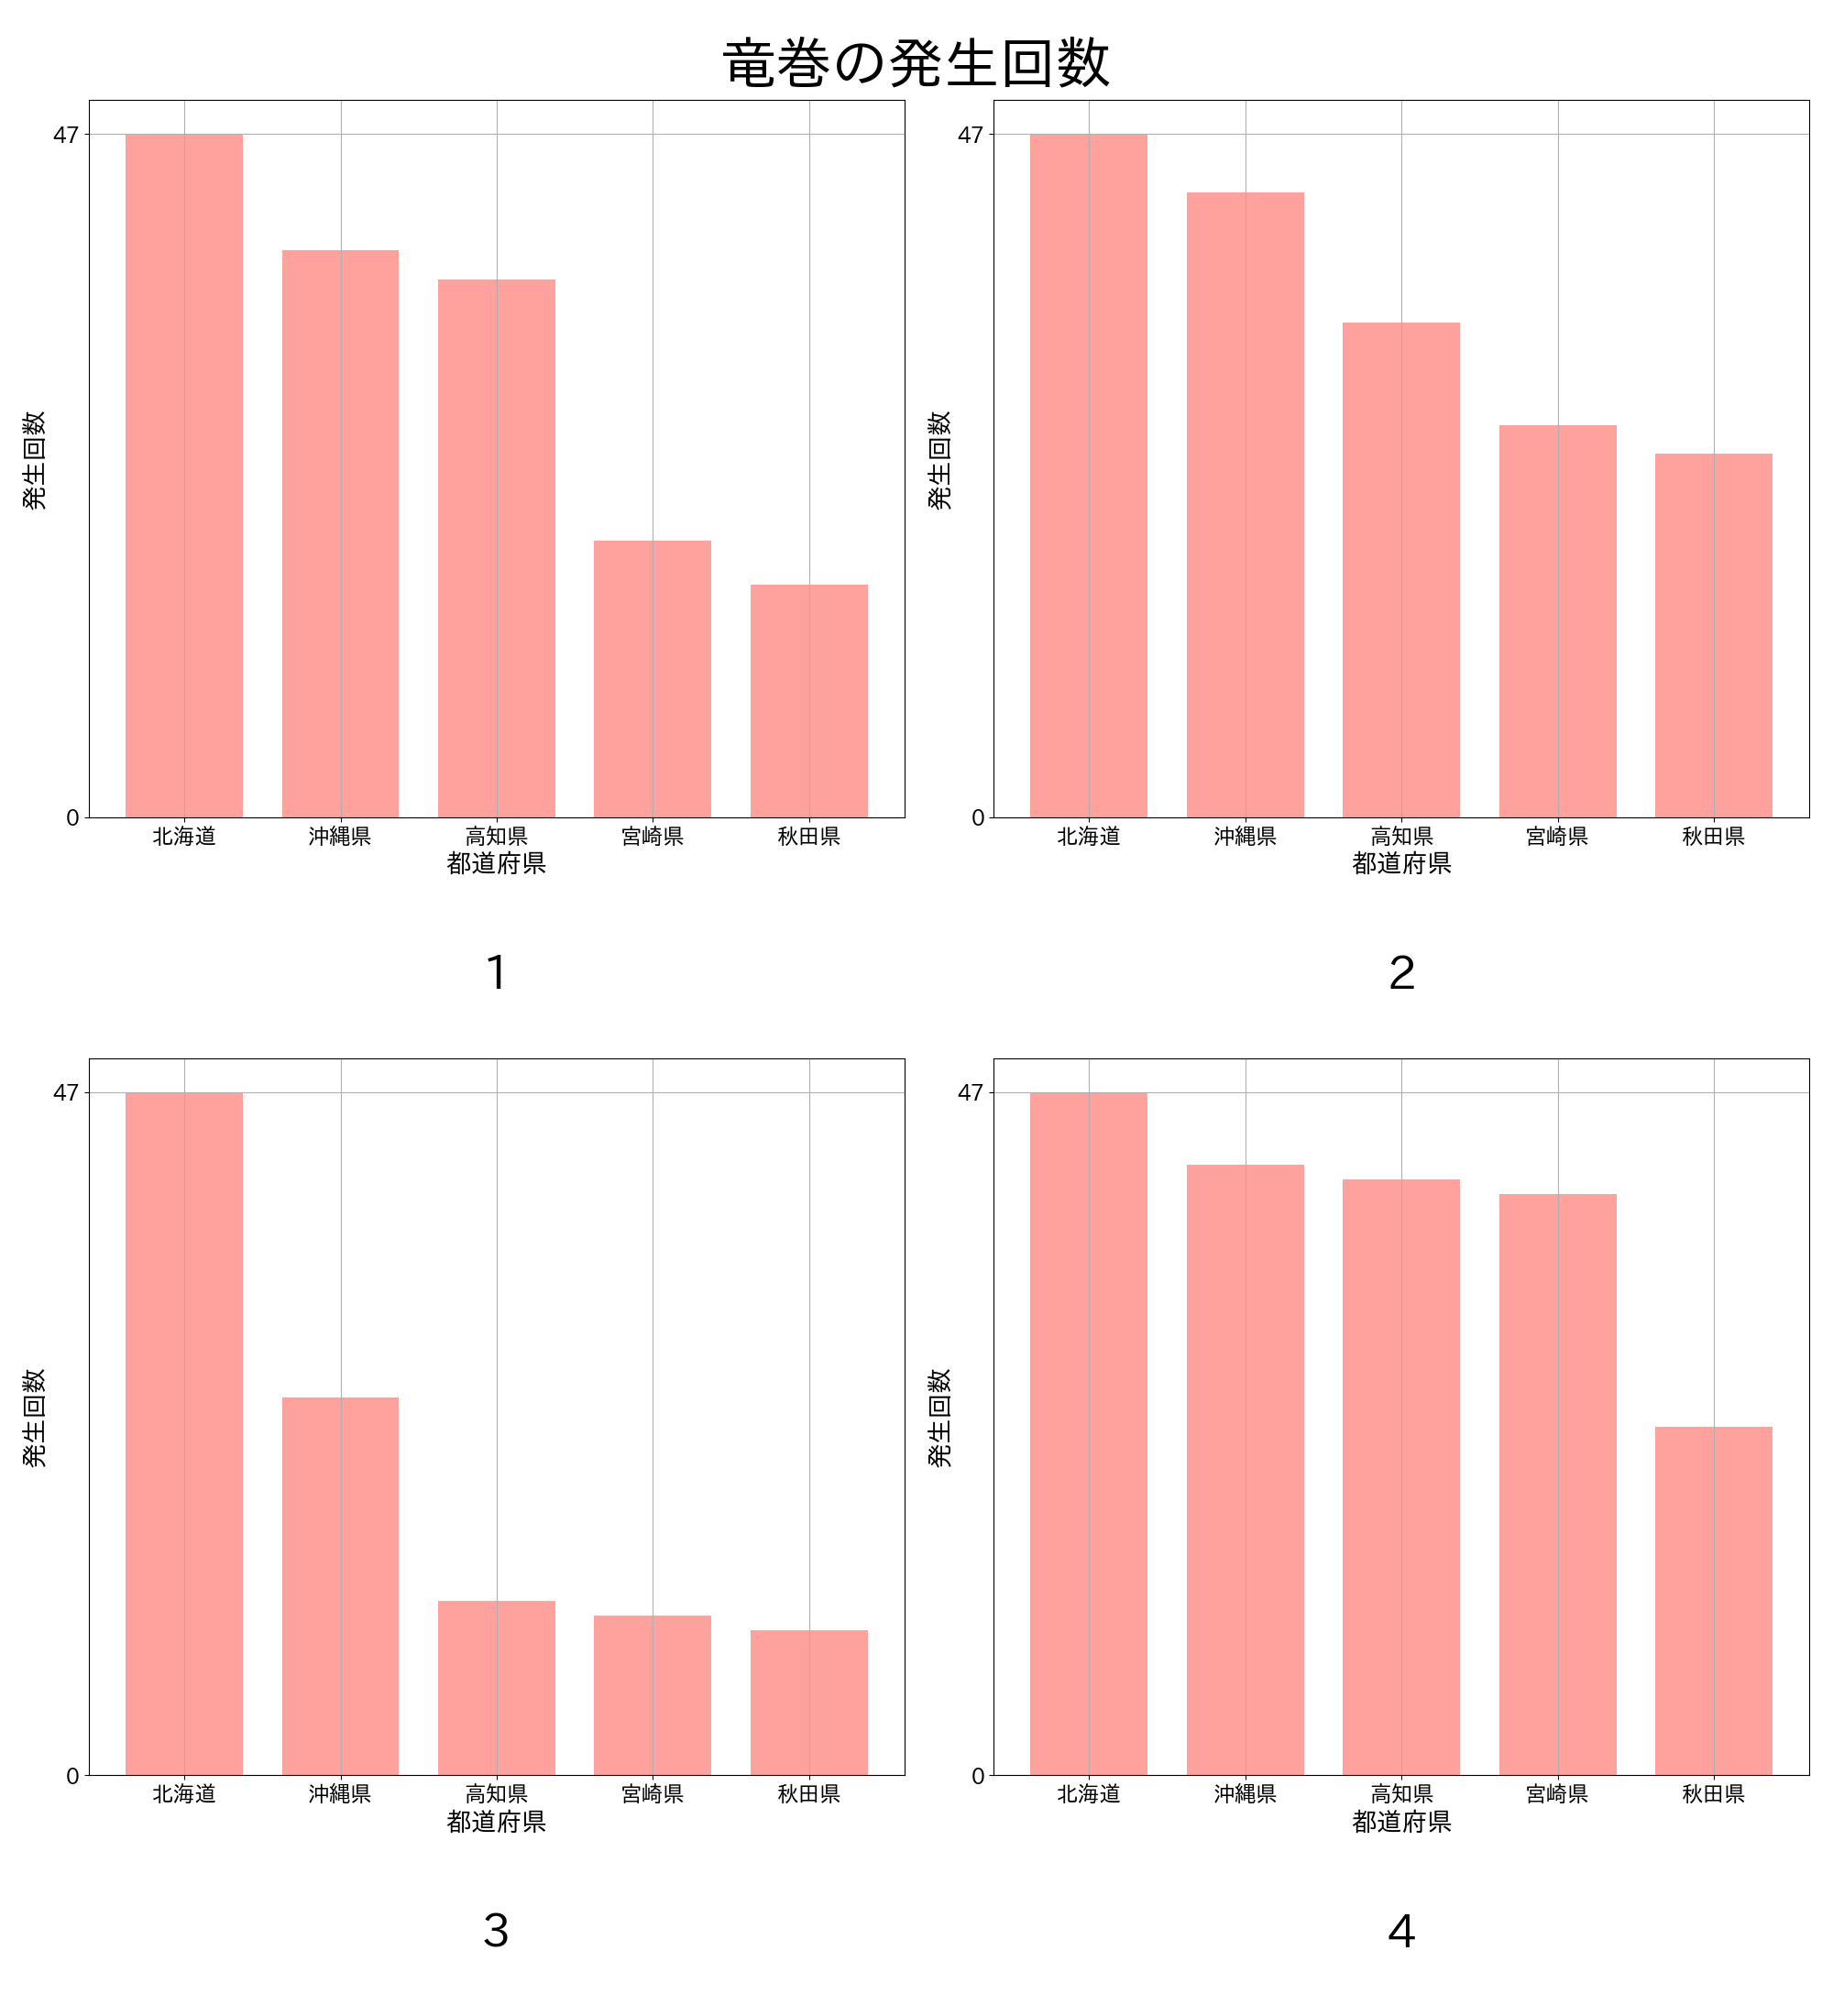 竜巻の発生回数
47
0
発生回数
北海道 沖縄県 高知県 宮崎県 秋田県
都道府県
1
47
0
発生回数
北海道 沖縄県 高知県 宮崎県 秋田県
都道府県
2
47
0
発生回数
北海道 沖縄県 高知県 宮崎県 秋田県
都道府県
3
47
0
発生回数
北海道 沖縄県 高知県 宮崎県 秋田県
都道府県
4